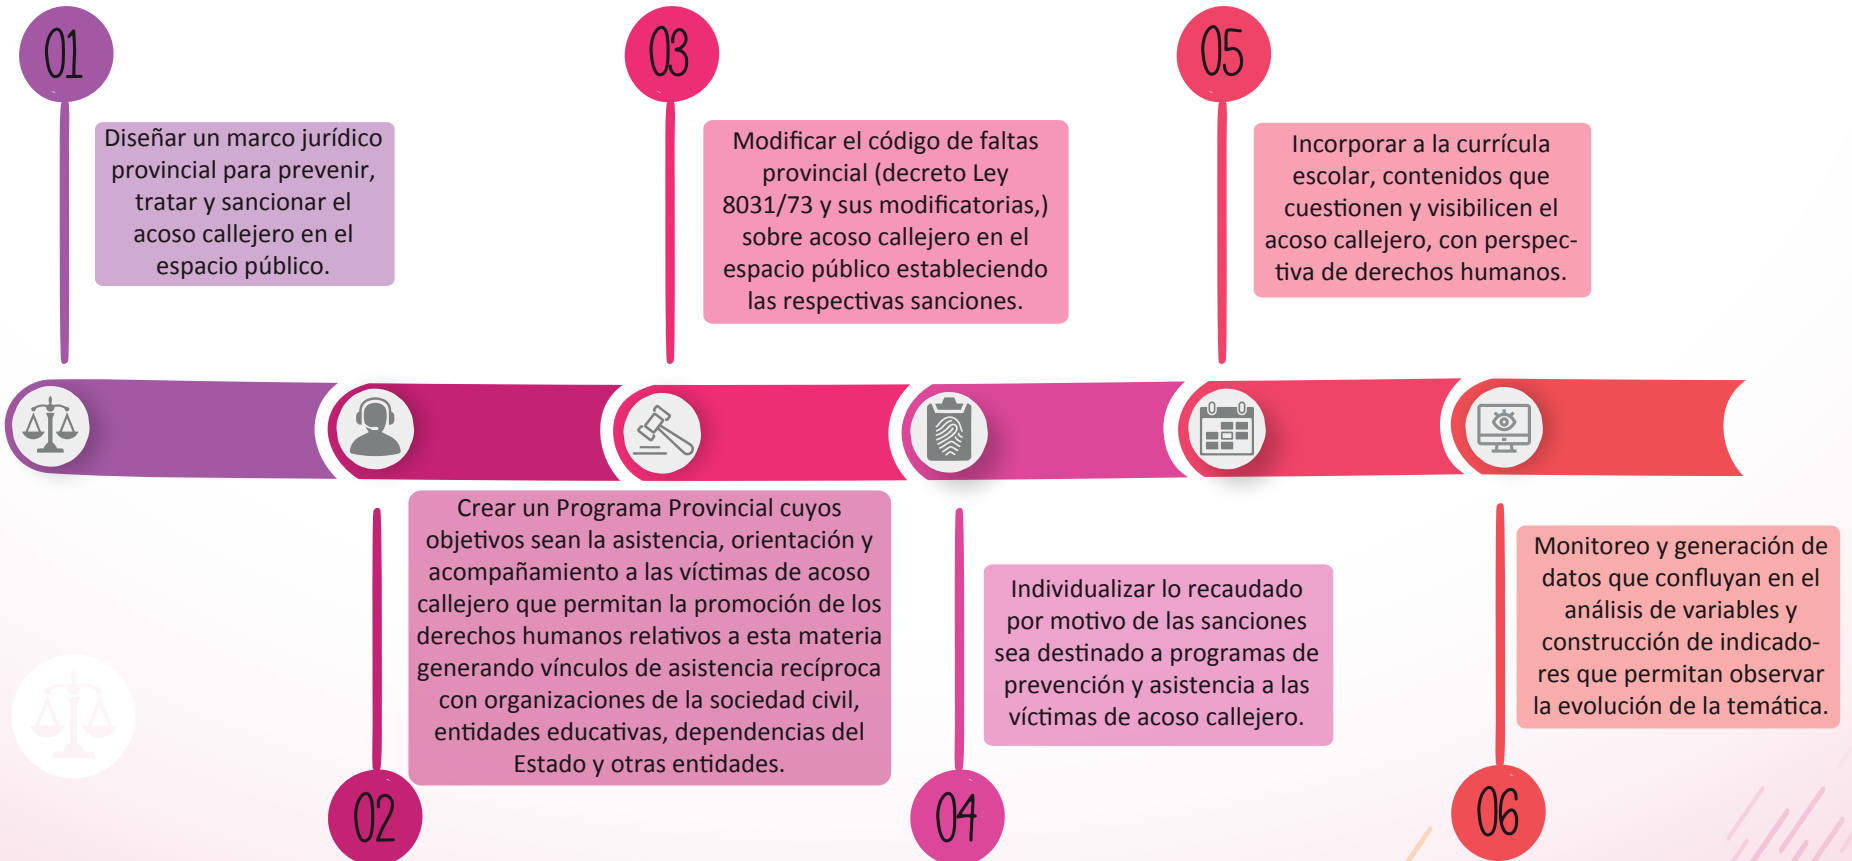 01
Diseñar un marco jurídico
provincial para prevenir,
tratar y sancionar el
acoso callejero en el
espacio público.
02
Crear un Programa Provincial cuyos
objetivos sean la asistencia, orientación y
acompañamiento a las víctimas de acoso
callejero que permitan la promoción de los
derechos humanos relativos a esta materia
generando vínculos de asistencia recíproca
con organizaciones de la sociedad civil,
entidades educativas, dependencias del
Estado y otras entidades.
03
Modificar el código de faltas
provincial (decreto Ley
8031/73 y sus modificatorias,)
sobre acoso callejero en el
espacio público estableciendo
las respectivas sanciones.
04
Individualizar lo recaudado
por motivo de las sanciones
sea destinado a programas de
prevención y asistencia a las
víctimas de acoso callejero.
05
Incorporar a la currícula
escolar, contenidos que
cuestionen y visibilicen el
acoso callejero, con perspec-
tiva de derechos humanos.
06
Monitoreo y generación de
datos que confluyan en el
análisis de variables y
construcción de indicado-
res que permitan observar
la evolución de la temática.